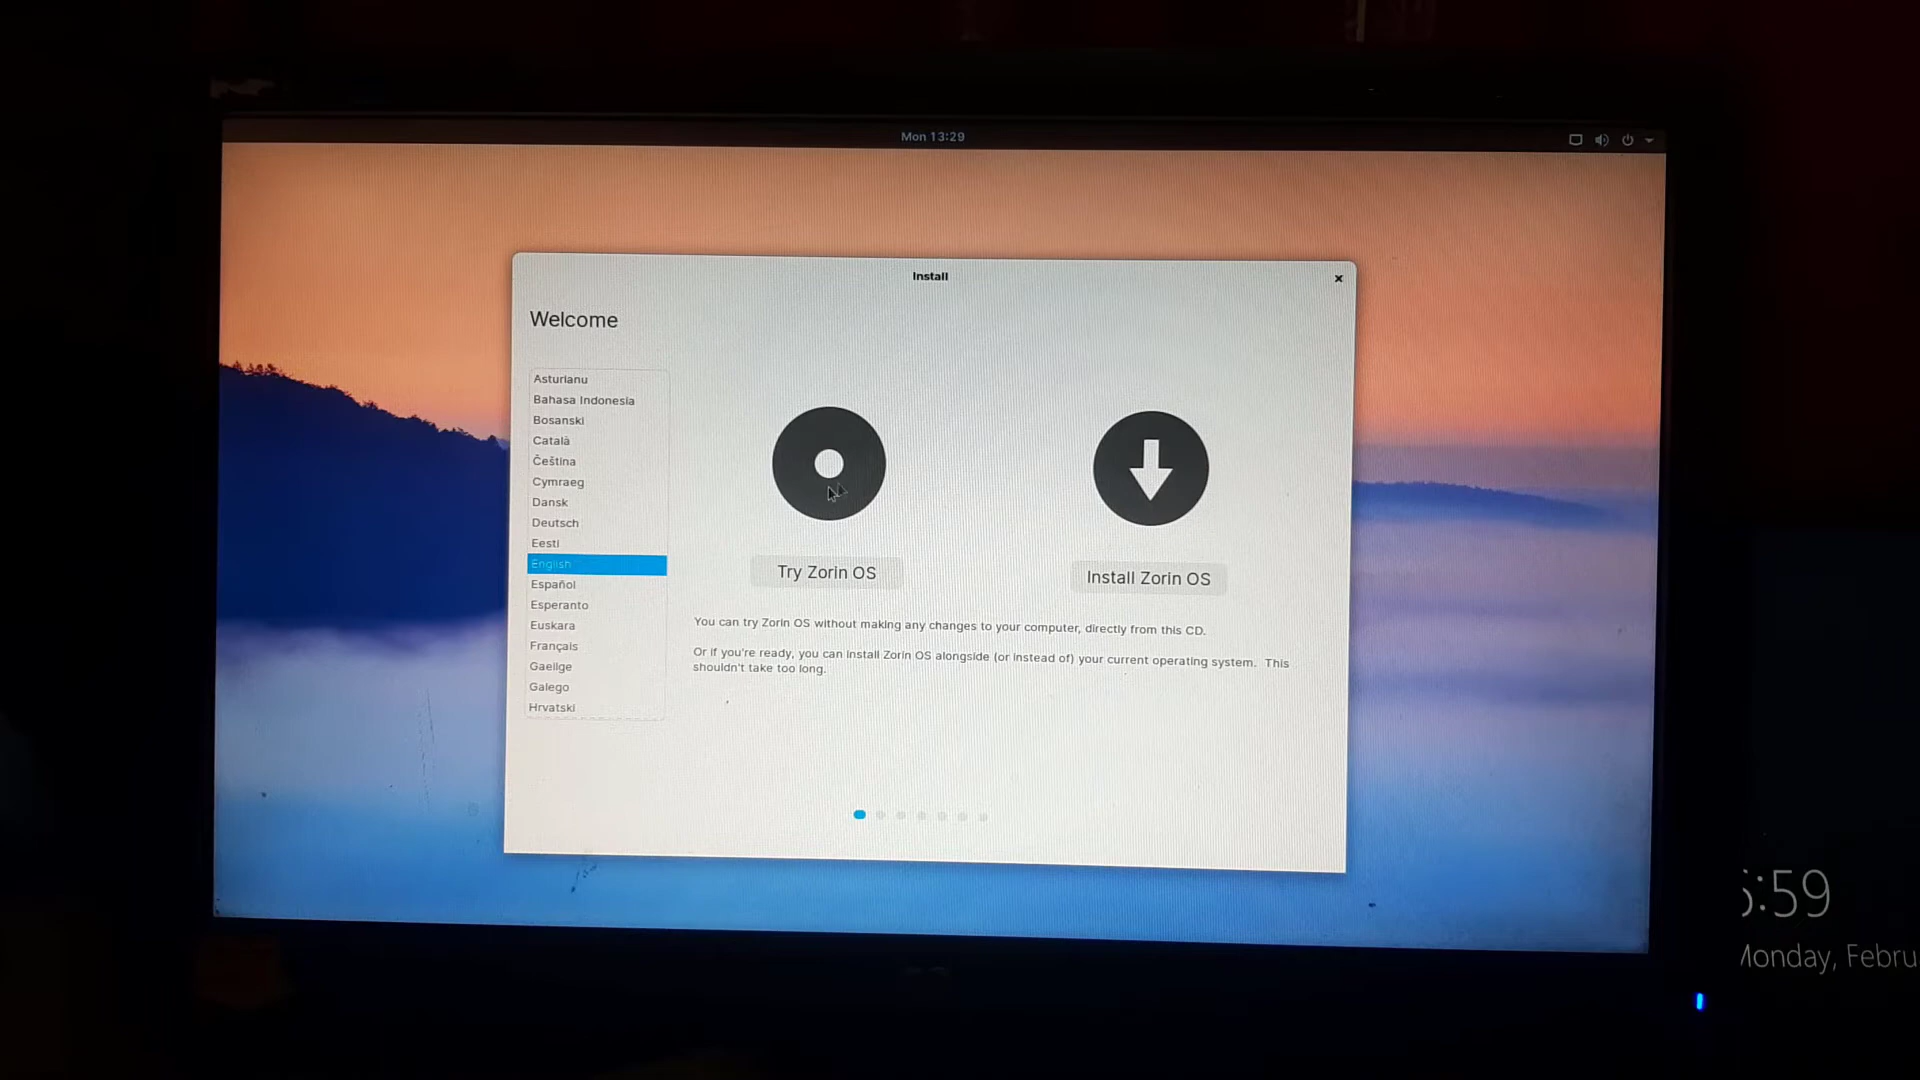 Mon 13:29
Install
Welcome
Asturianu
Bahasa Indonesia
Bosanski
Català
Čeština
Cymraeg
Dansk
Deutsch
Eesti
English
Español
Esperanto
Euskara
Français
Gaeilge
Galego
Hrvatski
Try Zorin OS
Install Zorin OS
You can try Zorin OS without making any changes to your computer, directly from this CD.
Or if you're ready, you can install Zorin OS alongside (or instead of) your current operating system. This
shouldn't take too long.
:59
Monday, Febru